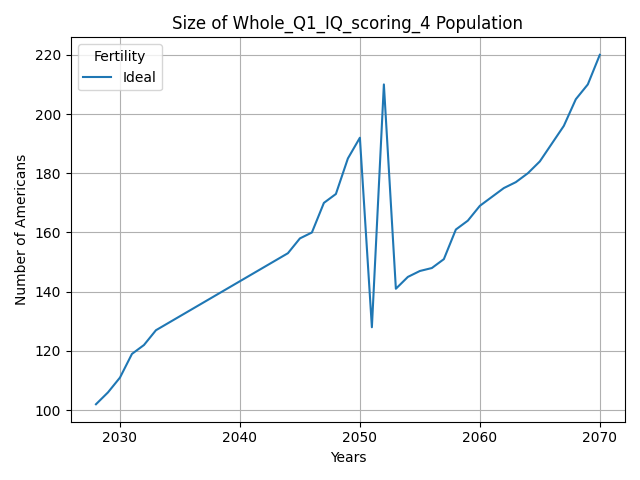 Size of Whole_Q1_IQ_scoring_4 Population
Fertility
Ideal
Number of Americans
220
200
180
160
140
120
100
2030 2040 2050 2060 2070
Years